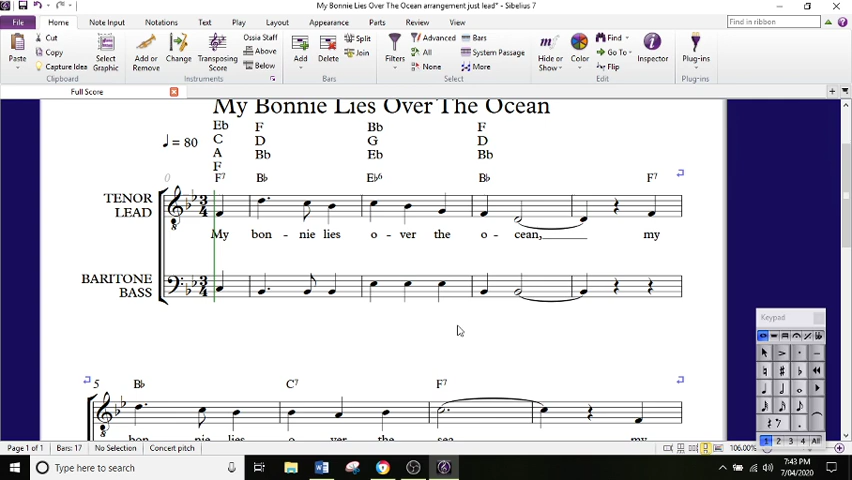 My Bonnie Lies Over The Ocean arrangement just lead* - Sibelius 7
File Home Note Input Notations Text Play Layout Appearance Parts Review View Find in ribbon
Paste Cut Copy Capture Idea Select Graphic Add or Remove Change Transposing Score Ossia Staff Above Below Add Delete Split Join Filters Advanced All None Bars System Passage More Hide or Show Color Find Go To Flip Inspector Plug-ins
Clipboard Instruments Bars Select Edit Plug-ins
Full Score
My Bonnie Lies Over The Ocean
Eb F Bb F
= 80 C D G D
A Bb Eb Bb
F
0 F7 B♭ E♭6 B♭ F7
TENOR
LEAD
My bon - nie lies o - ver the o - cean, my
BARITONE
BASS
Keypad
5 B♭ C7 F7
bon nie lies o ver the sea my
1 2 3 4 All
Page 1 of 1 Bars: 17 No Selection Concert pitch 106.00%
Type here to search
7:43 PM
7/04/2020